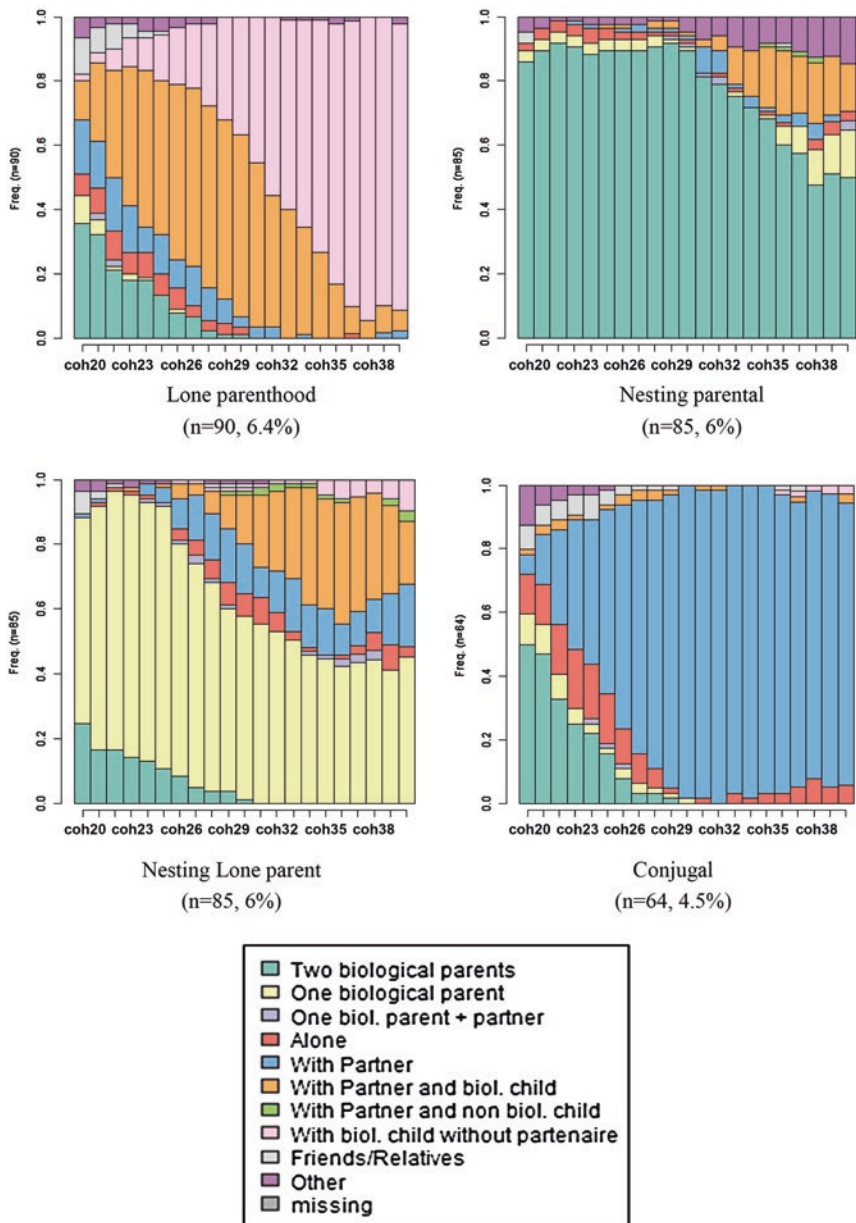 1.0
0.8
0.6
0.4
0.2
0.0
Freq. (n=90)
coh20 coh23 coh26 coh29 coh32 coh35 coh38
Lone parenthood
(n=90, 6.4%)
1.0
0.8
0.6
0.4
0.2
0.0
Freq. (n=85)
coh20 coh23 coh26 coh29 coh32 coh35 coh38
Nesting parental
(n=85, 6%)
1.0
0.8
0.6
0.4
0.2
0.0
Freq. (n=85)
coh20 coh23 coh26 coh29 coh32 coh35 coh38
Nesting Lone parent
(n=85, 6%)
1.0
0.8
0.6
0.4
0.2
0.0
Freq. (n=64)
coh20 coh23 coh26 coh29 coh32 coh35 coh38
Conjugal
(n=64, 4.5%)
Two biological parents
One biological parent
One biol. parent + partner
Alone
With Partner
With Partner and biol. child
With Partner and non biol. child
With biol. child without partenaire
Friends/Relatives
Other
missing